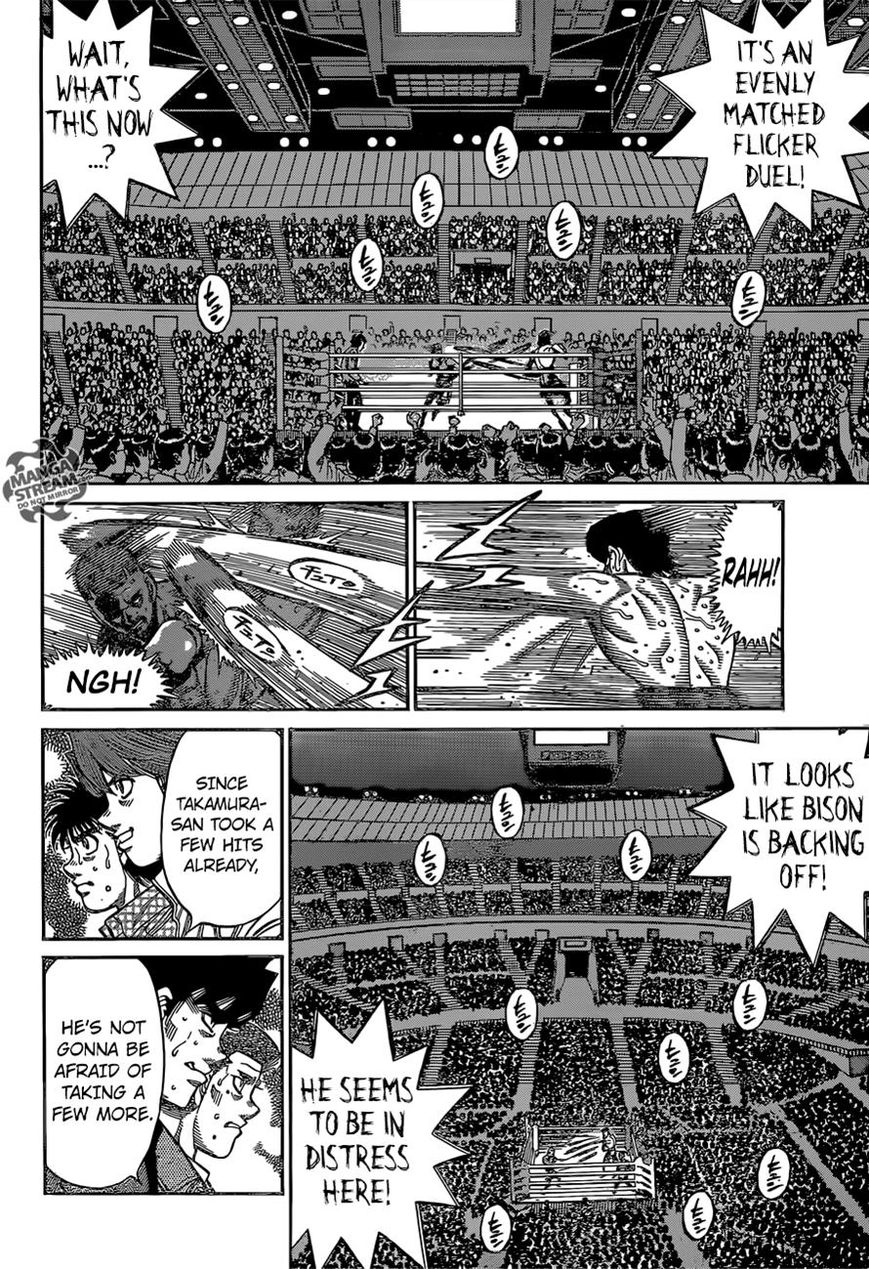 IT'S AN
EVENLY
MATCHED
FLICKER
DUEL!
WAIT,
WHAT'S
THIS NOW
...?
MANGA
STREAM
DO NOT MIRROR
RAHH!
NGH!
IT LOOKS
LIKE BISON
IS BACKING
OFF!
HE SEEMS
TO BE IN
DISTRESS
HERE!
SINCE
TAKAMURA-
SAN TOOK A
FEW HITS
ALREADY,
HE'S NOT
GONNA BE
AFRAID OF
TAKING A
FEW MORE.